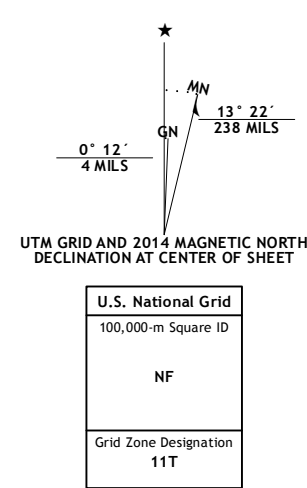 ★
MN
GN
13° 22´
238 MILS
0° 12´
4 MILS
UTM GRID AND 2014 MAGNETIC NORTH
DECLINATION AT CENTER OF SHEET
U.S. National Grid
100,000-m Square ID
NF
Grid Zone Designation
11T